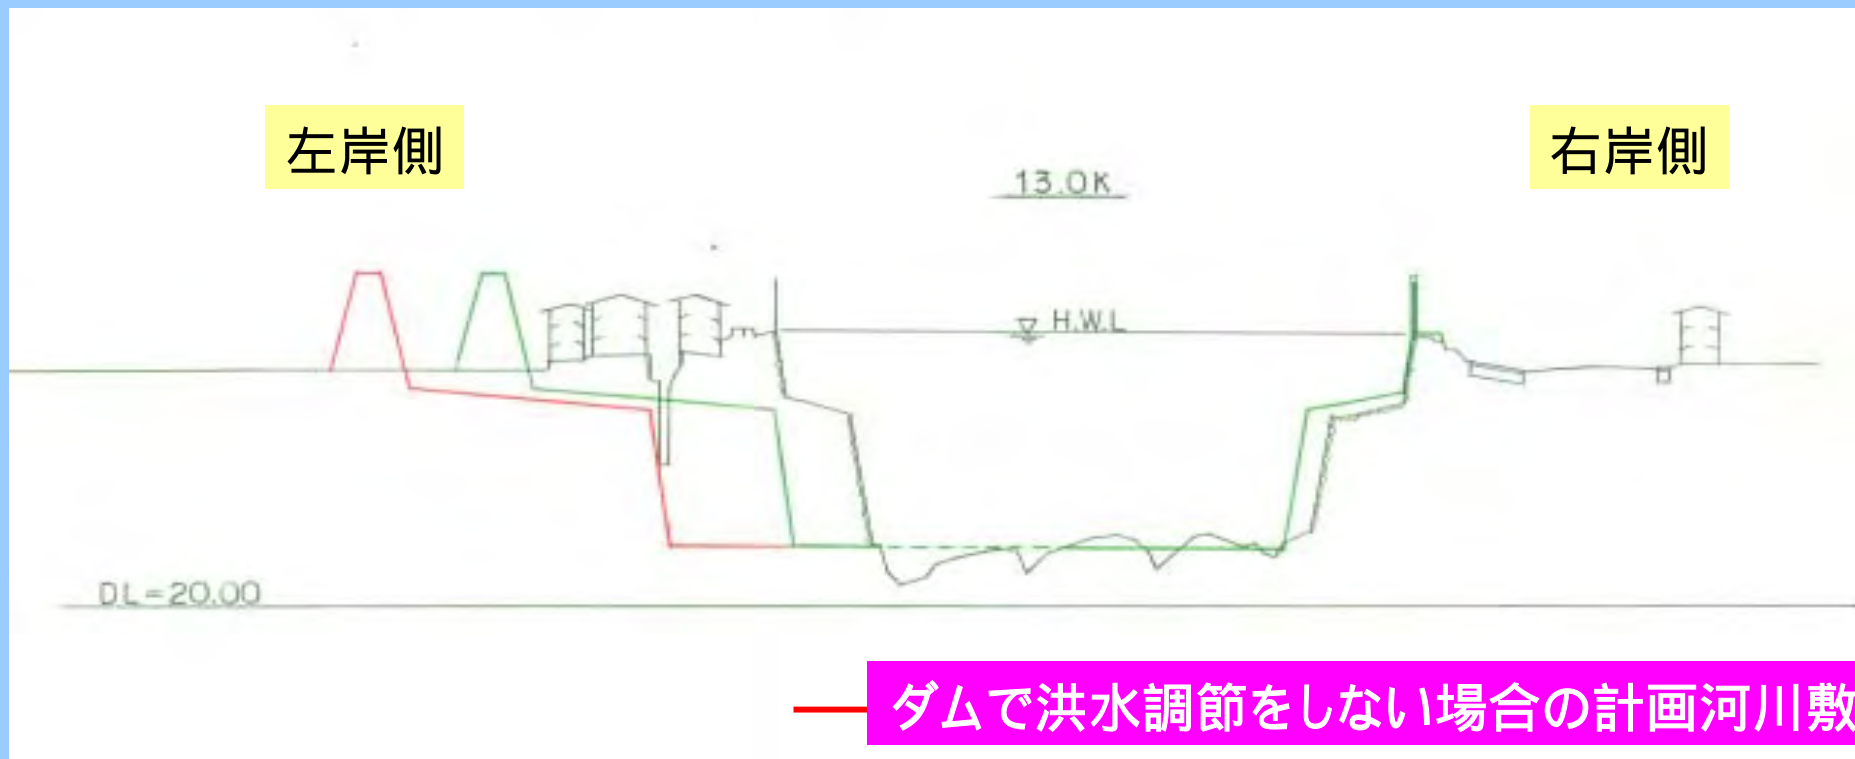 左岸側
右岸側
13.0K
H.W.L
DL=20.00
ダムで洪水調節をしない場合の計画河川敷